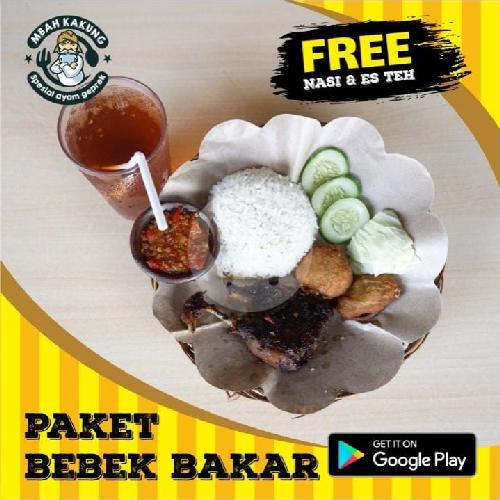 MBAH KAKUNG
Spesial ayam geprek
FREE
NASI & ES TEH
PAKET
BEBEK BAKAR
GET IT ON
Google Play